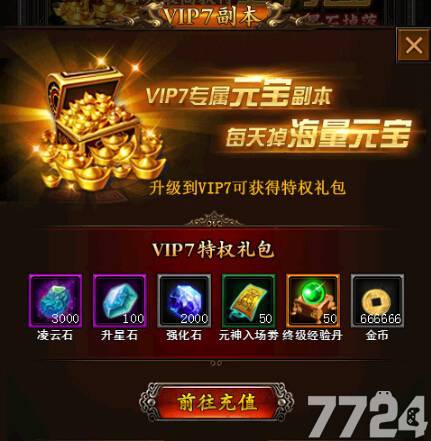 VIP7副本
VIP7专属元宝副本
每天掉海量元宝
升级到VIP7可获得特权礼包
VIP7特权礼包
3000 100 2000 50 50 666666
凌云石 升星石 强化石 元神入场券 终级经验丹 金币
前往充值
7724